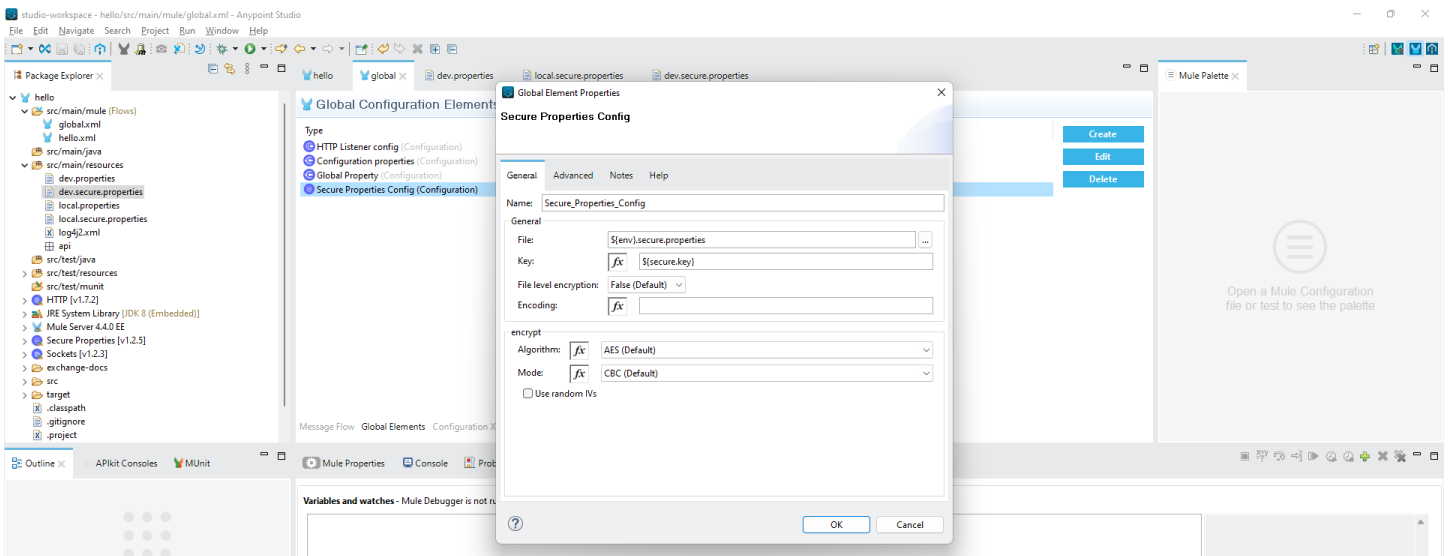 studio-workspace - hello/src/main/mule/global.xml - Anypoint Studio
File Edit Navigate Search Project Run Window Help
Package Explorer
hello
src/main/mule (Flows)
global.xml
hello.xml
src/main/java
src/main/resources
dev.properties
dev.secure.properties
local.properties
local.secure.properties
log4j2.xml
api
src/test/java
src/test/resources
src/test/munit
HTTP [v1.7.2]
JRE System Library [JDK 8 (Embedded)]
Mule Server 4.4.0 EE
Secure Properties [v1.2.5]
Sockets [v1.2.3]
exchange-docs
src
target
.classpath
.gitignore
.project
hello global dev.properties local.secure.properties dev.secure.properties
Global Configuration Elements
Type
HTTP Listener config (Configuration)
Configuration properties (Configuration)
Global Property (Configuration)
Secure Properties Config (Configuration)
Create
Edit
Delete
Message Flow Global Elements Configuration X
Global Element Properties
Secure Properties Config
General Advanced Notes Help
Name: Secure_Properties_Config
General
File: ${env}.secure.properties ...
Key: fx ${secure.key}
File level encryption: False (Default)
Encoding: fx
encrypt
Algorithm: fx AES (Default)
Mode: fx CBC (Default)
Use random IVs
? OK Cancel
Mule Palette
Open a Mule Configuration
file or test to see the palette
Outline APIkit Consoles MUnit
Mule Properties Console Prob
Variables and watches - Mule Debugger is not ru